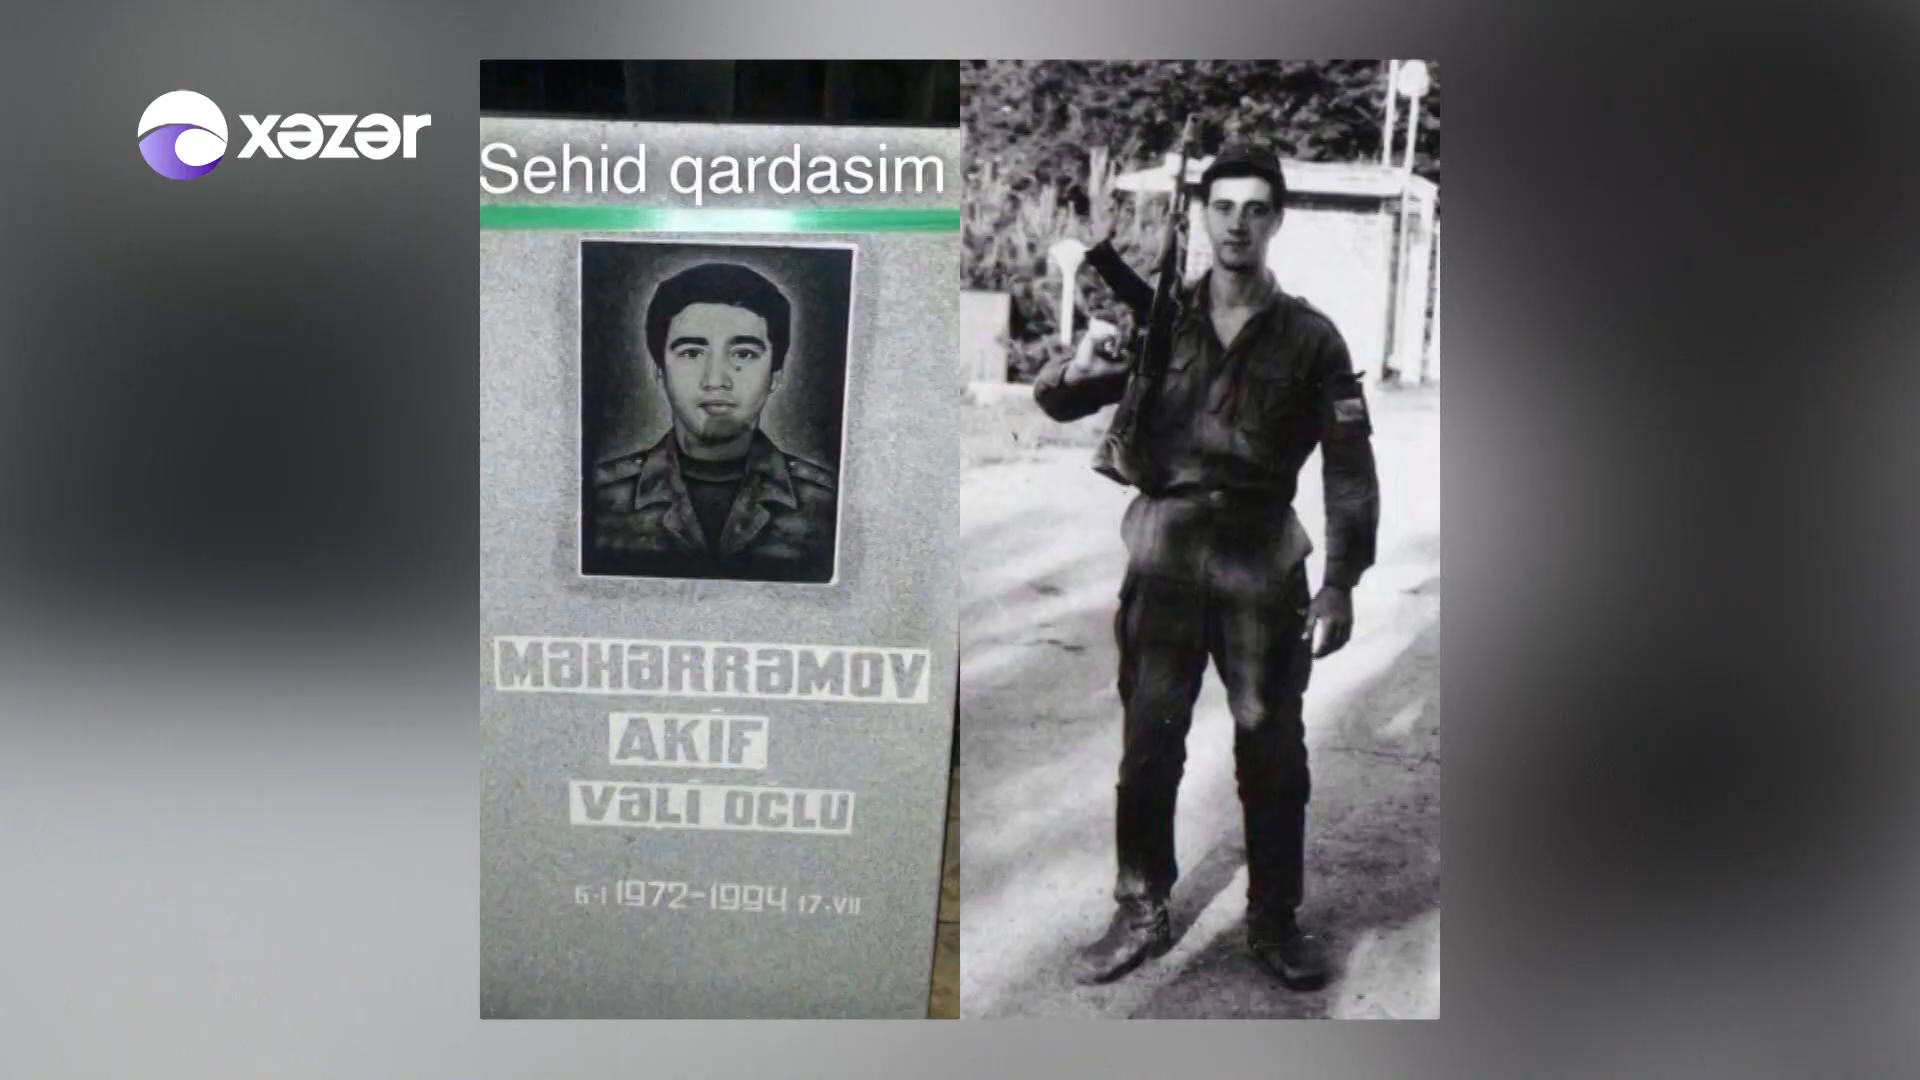 xəzər
Sehid qardasim
MƏHƏRRƏMOV
AKİF
VƏLİ OĞLU
6·I 1972-1994 17·VII